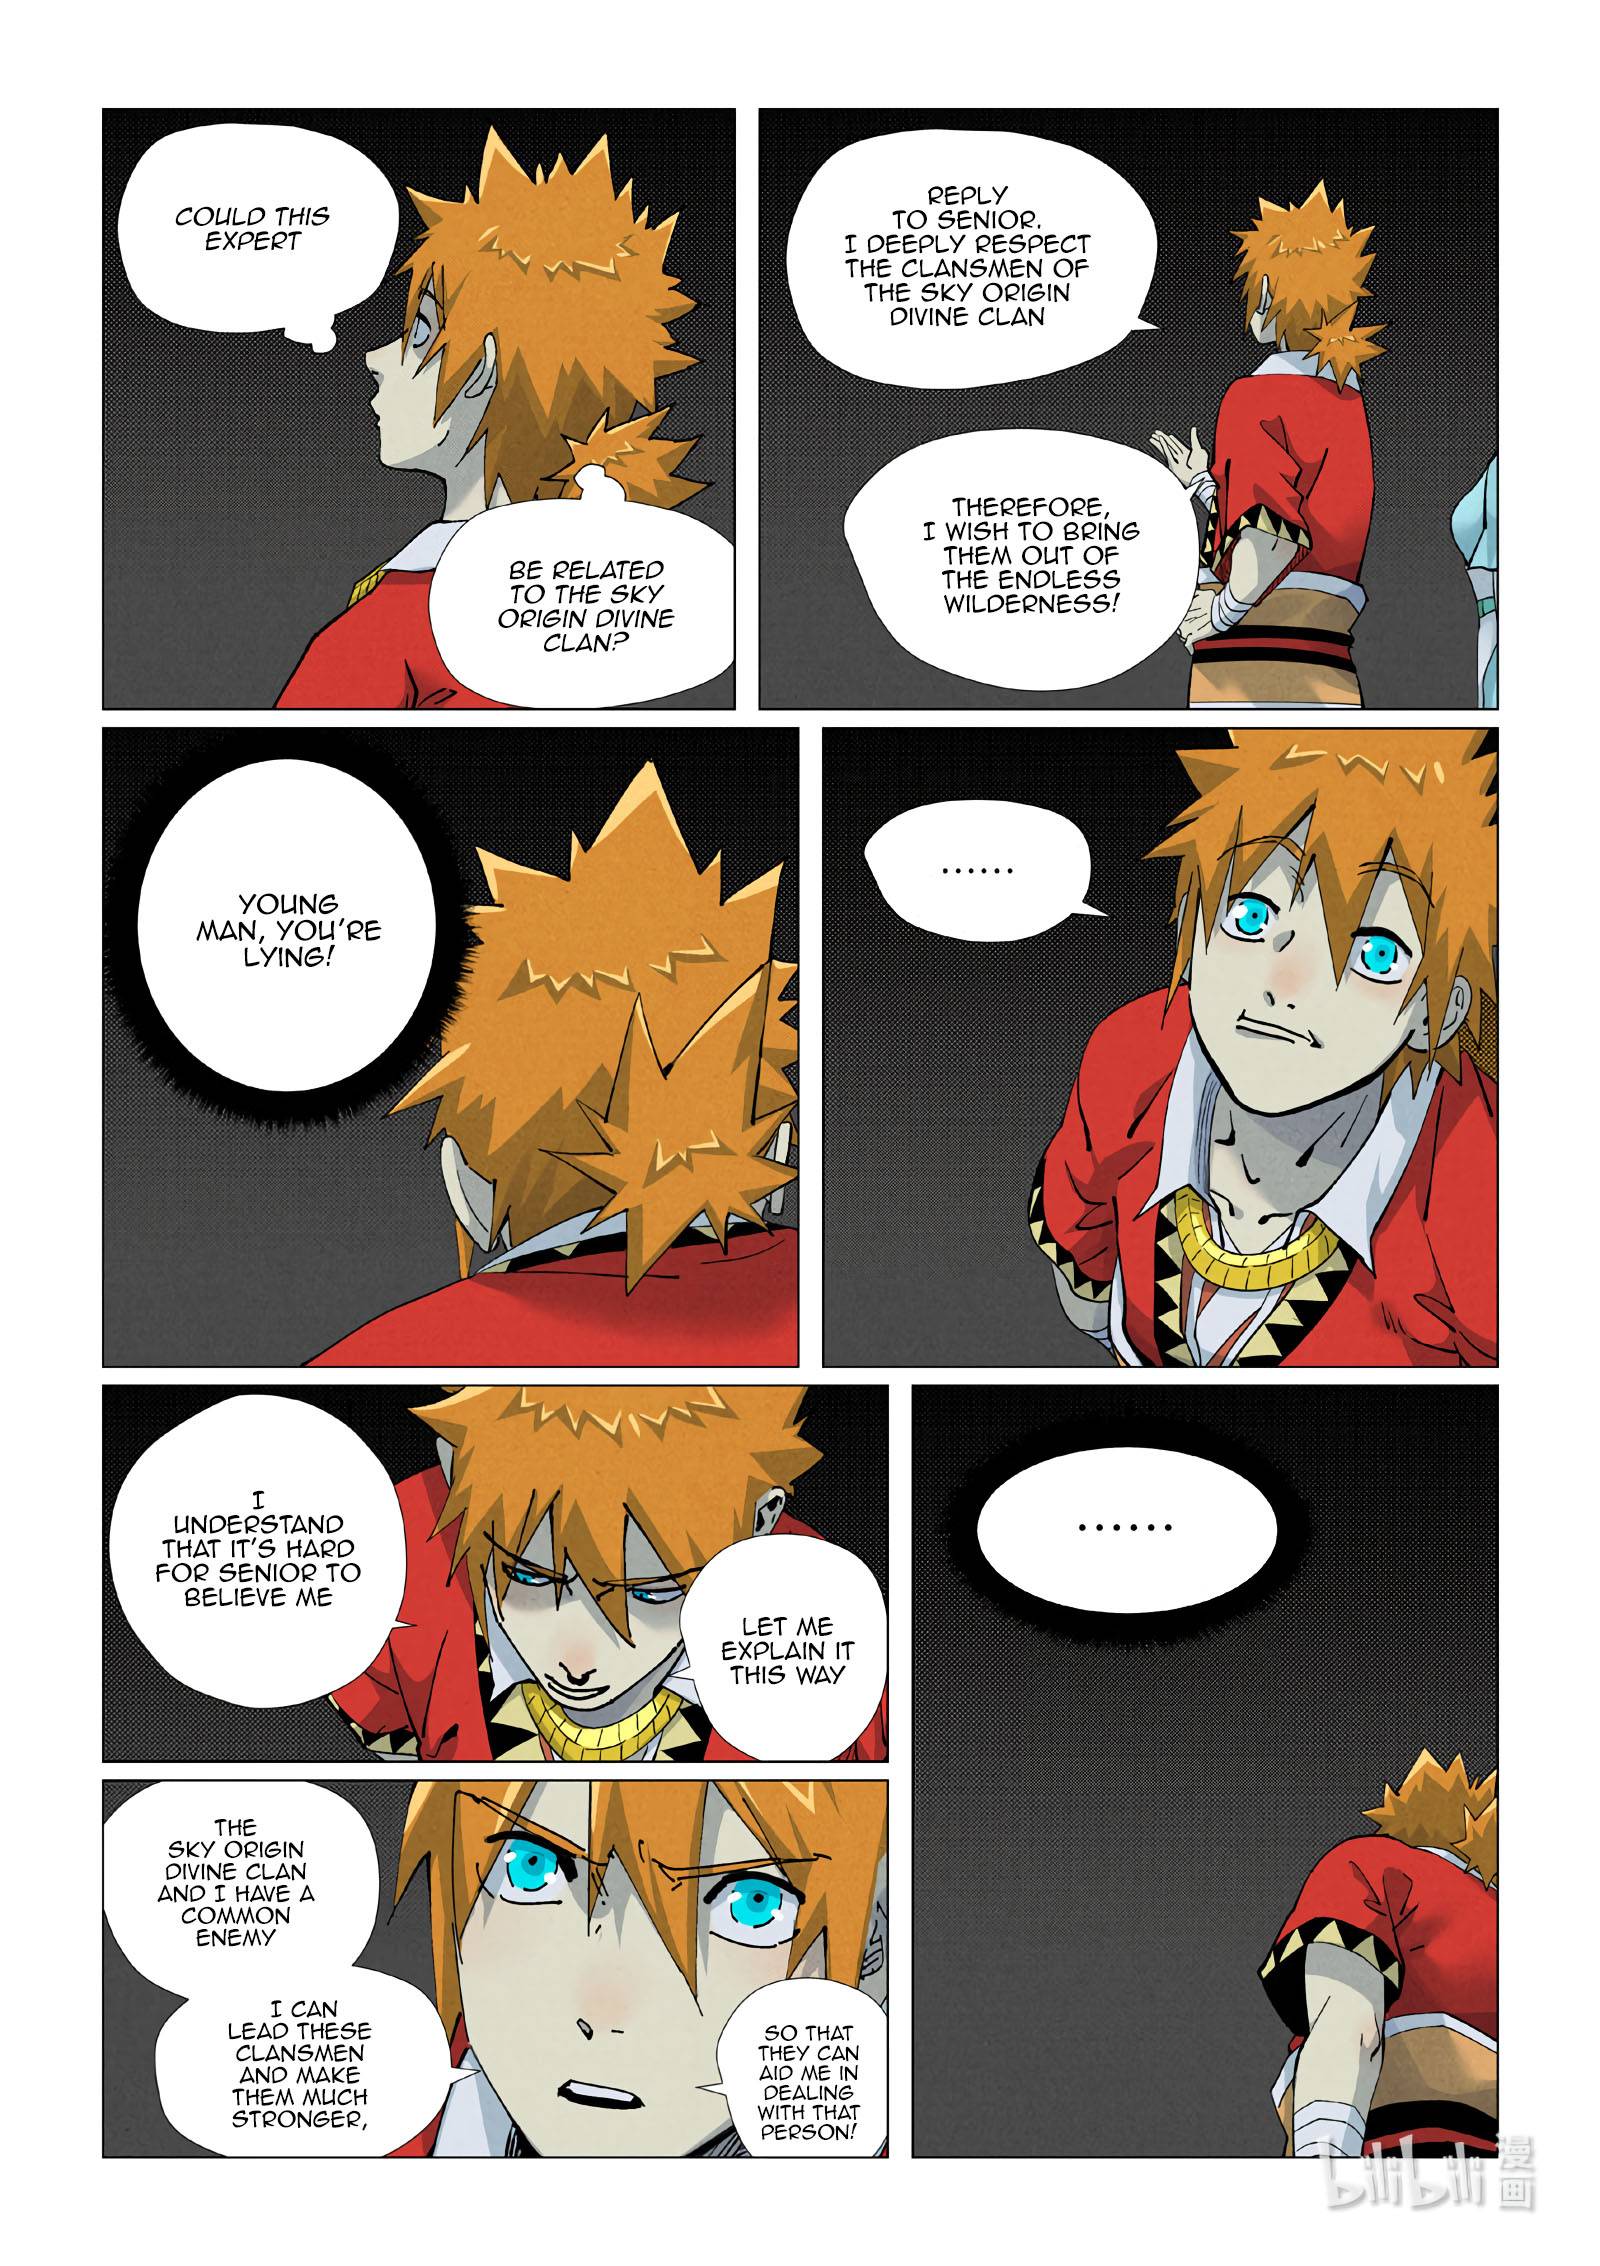 COULD THIS
EXPERT
BE RELATED
TO THE SKY
ORIGIN DIVINE
CLAN?
REPLY
TO SENIOR.
I DEEPLY RESPECT
THE CLANSMEN OF
THE SKY ORIGIN
DIVINE CLAN
THEREFORE,
I WISH TO BRING
THEM OUT OF
THE ENDLESS
WILDERNESS!
YOUNG
MAN, YOU'RE
LYING!
......
I
UNDERSTAND
THAT IT'S HARD
FOR SENIOR TO
BELIEVE ME
LET ME
EXPLAIN IT
THIS WAY
THE
SKY ORIGIN
DIVINE CLAN
AND I HAVE A
COMMON
ENEMY
I CAN
LEAD THESE
CLANSMEN
AND MAKE
THEM MUCH
STRONGER,
SO THAT
THEY CAN
AID ME IN
DEALING
WITH THAT
PERSON!
......
bilibili 漫画